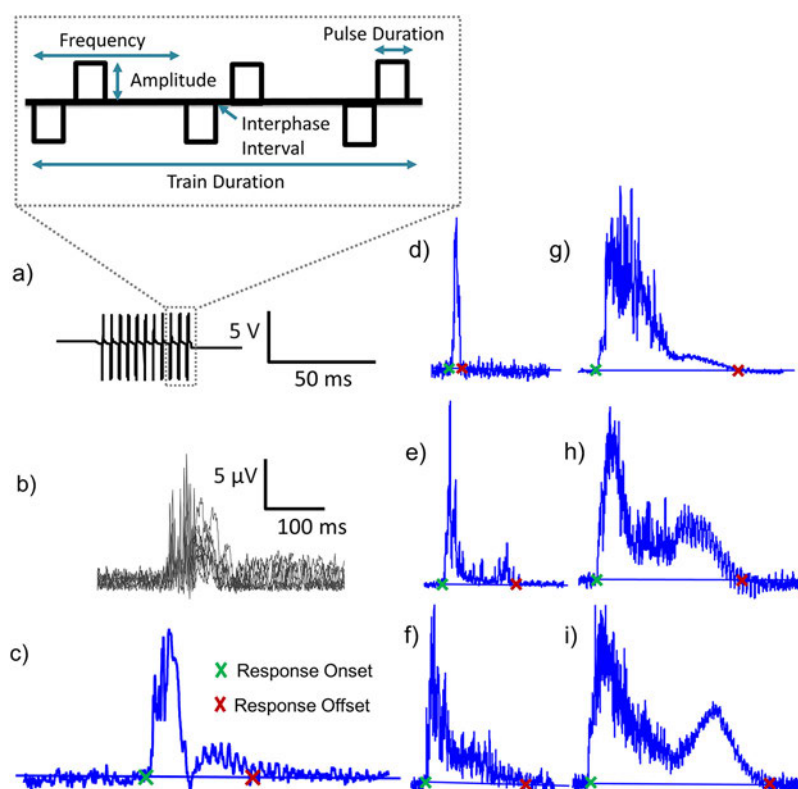 Frequency
Pulse Duration
Amplitude
Interphase
Interval
Train Duration
a)
5 V
50 ms
b)
5 µV
100 ms
c)
Response Onset
Response Offset
d)
g)
e)
h)
f)
i)